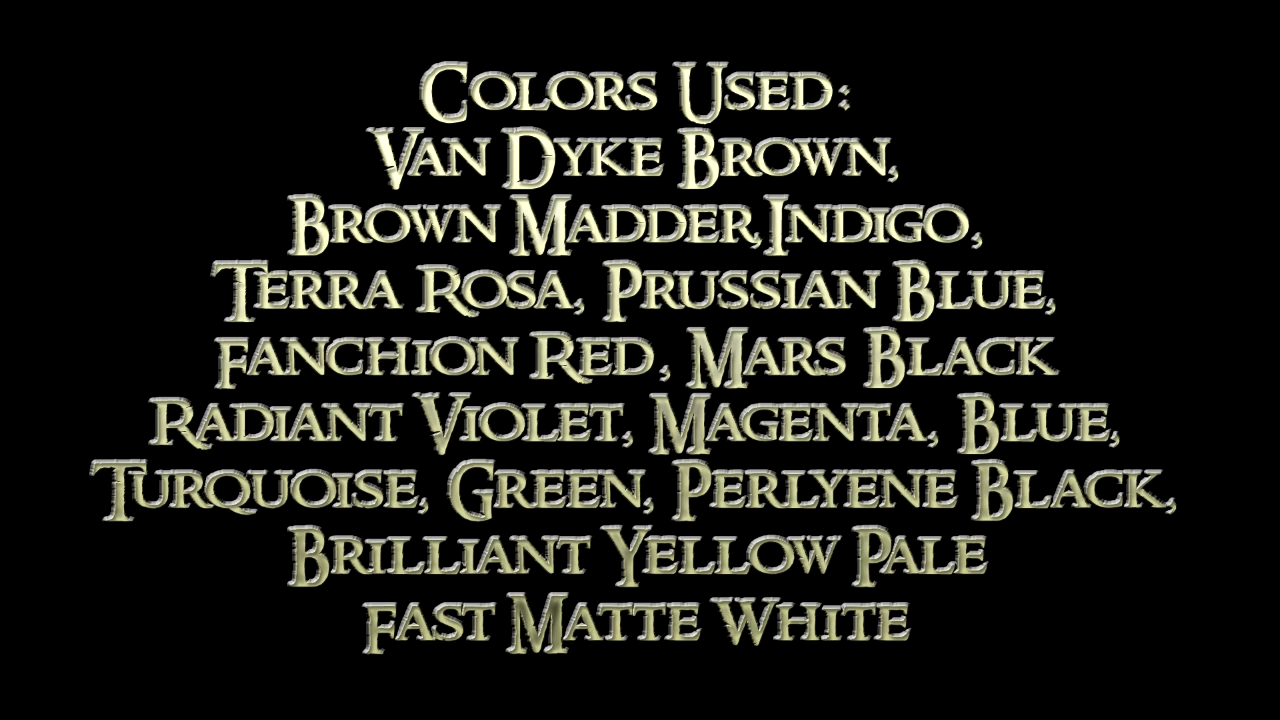 Colors Used:
Van Dyke Brown,
Brown Madder, Indigo,
Terra Rosa, Prussian Blue,
Fanchion Red, Mars Black
Radiant Violet, Magenta, Blue,
Turquoise, Green, Perlyene Black,
Brilliant Yellow Pale
Fast Matte White